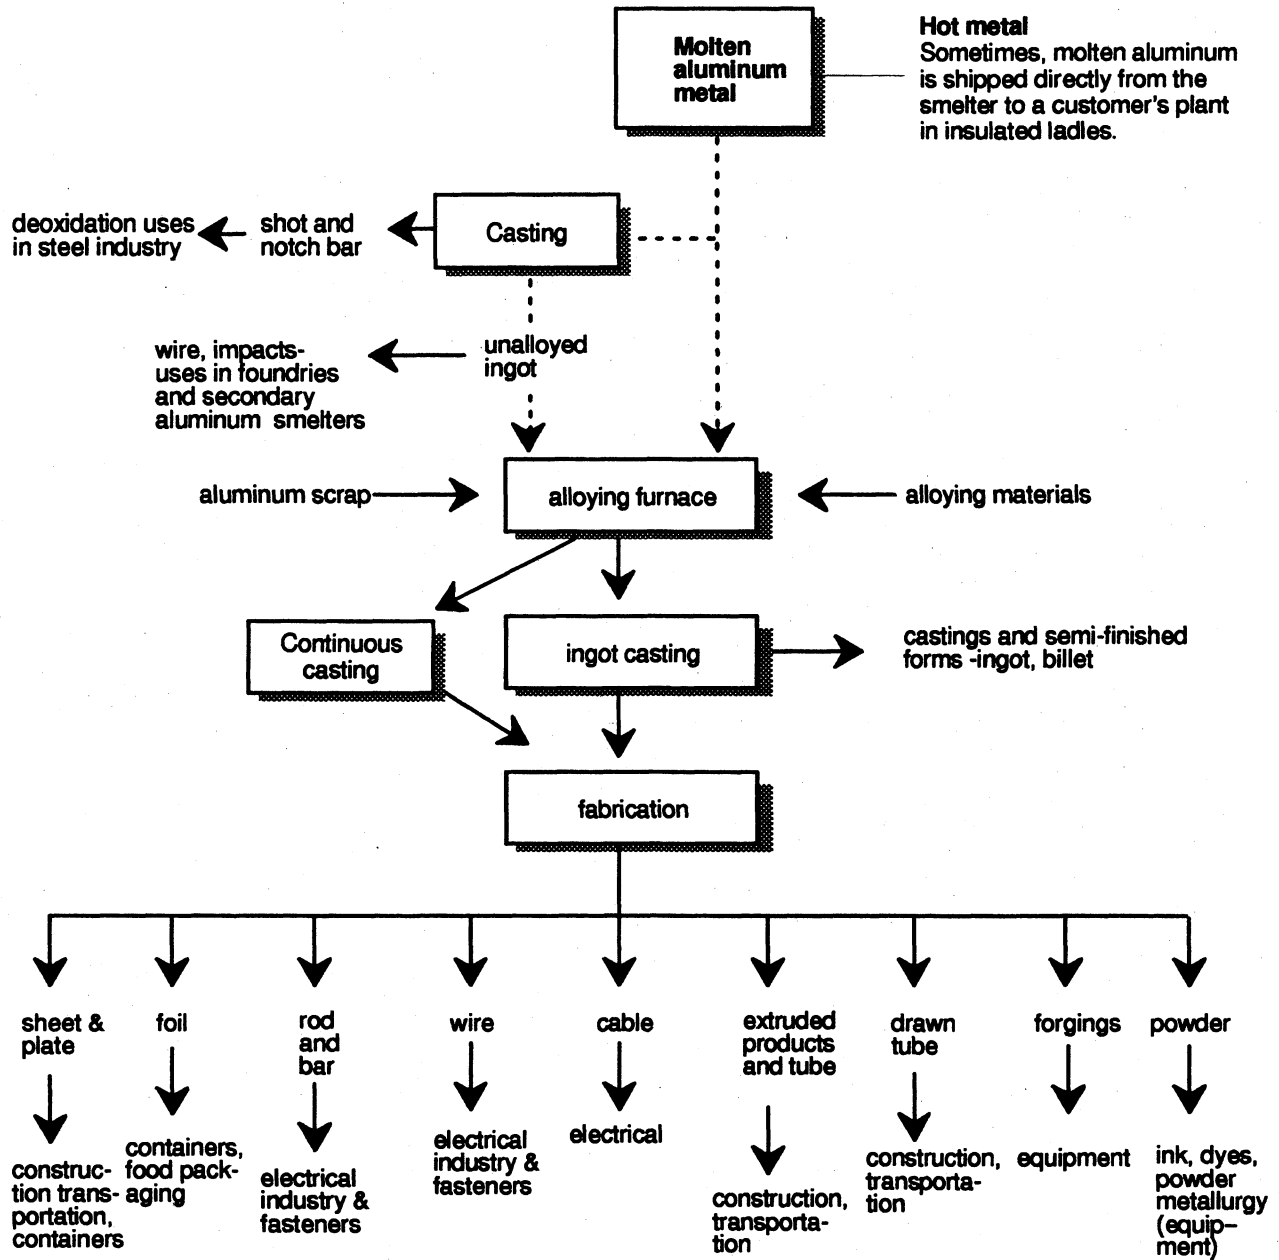 Molten
aluminum
metal
Hot metal
Sometimes, molten aluminum
is shipped directly from the
smelter to a customer's plant
in insulated ladles.
deoxidation uses
in steel industry
shot and
notch bar
Casting
wire, impacts-
uses in foundries
and secondary
aluminum smelters
unalloyed
ingot
aluminum scrap
alloying furnace
alloying materials
Continuous
casting
ingot casting
castings and semi-finished
forms -ingot, billet
fabrication
sheet &
plate
foil
rod
and
bar
wire
cable
extruded
products
and tube
drawn
tube
forgings
powder
construc-
tion trans-
portation,
containers
containers,
food pack-
aging
electrical
industry &
fasteners
electrical
industry &
fasteners
electrical
construction,
transporta-
tion
construction,
transporta-
tion
equipment
ink, dyes,
powder
metallurgy
(equip-
ment)